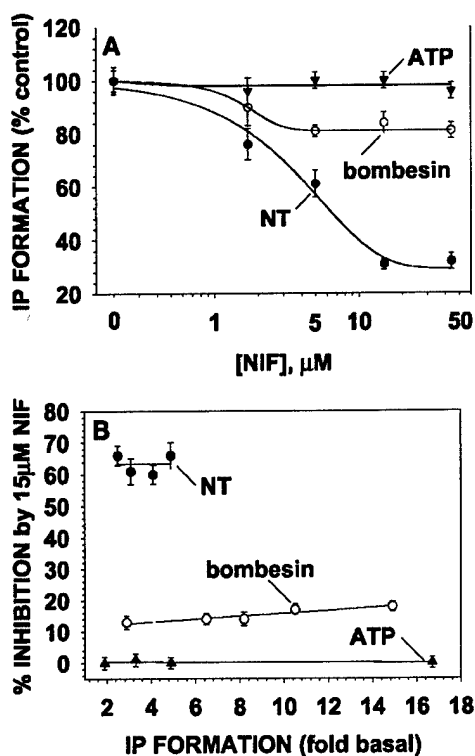 A
IP FORMATION (% control)
120
100
80
60
40
20
ATP
bombesin
NT
0 1 5 10 50
[NIF], μM
B
% INHIBITION by 15μM NIF
80
70
60
50
40
30
20
10
0
NT
bombesin
ATP
2 4 6 8 10 12 14 16 18
IP FORMATION (fold basal)